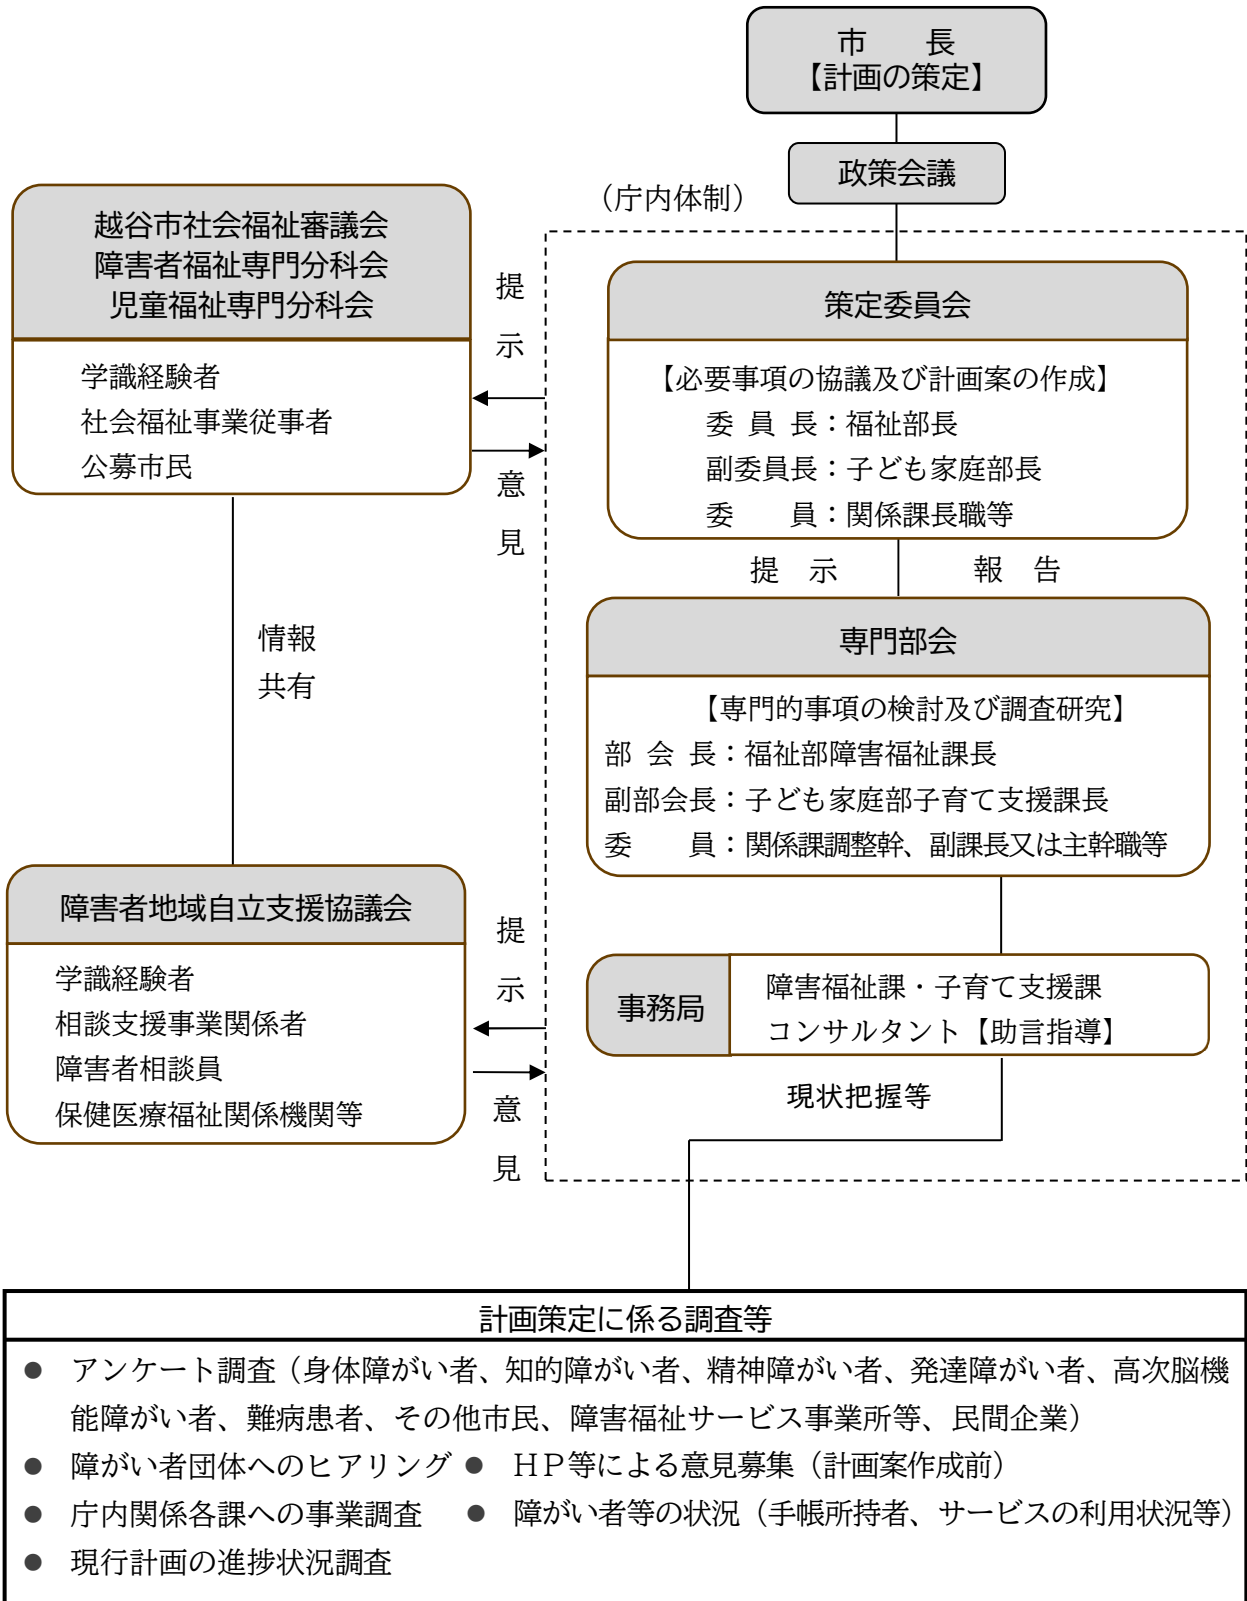 市　　長
【計画の策定】
政策会議
（庁内体制）
越谷市社会福祉審議会
障害者福祉専門分科会
児童福祉専門分科会
学識経験者
社会福祉事業従事者
公募市民
提示
意見
策定委員会
【必要事項の協議及び計画案の作成】
委 員 長：福祉部長
副委員長：子ども家庭部長
委　　員：関係課長職等
提　示　　　　報　告
専門部会
【専門的事項の検討及び調査研究】
部 会 長：福祉部障害福祉課長
副部会長：子ども家庭部子育て支援課長
委　　員：関係課調整幹、副課長又は主幹職等
情報
共有
障害者地域自立支援協議会
学識経験者
相談支援事業関係者
障害者相談員
保健医療福祉関係機関等
提示
意見
事務局
障害福祉課・子育て支援課
コンサルタント【助言指導】
現状把握等
計画策定に係る調査等
● アンケート調査（身体障がい者、知的障がい者、精神障がい者、発達障がい者、高次脳機
能障がい者、難病患者、その他市民、障害福祉サービス事業所等、民間企業）
● 障がい者団体へのヒアリング ● ＨＰ等による意見募集（計画案作成前）
● 庁内関係各課への事業調査 ● 障がい者等の状況（手帳所持者、サービスの利用状況等）
● 現行計画の進捗状況調査